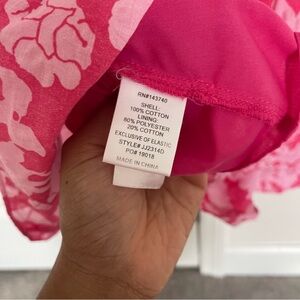 RN#143740
SHELL:
100% COTTON
LINING:
80% POLYESTER
20% COTTON
EXCLUSIVE OF ELASTIC
STYLE# JJ2314D
PO# 19018
MADE IN CHINA